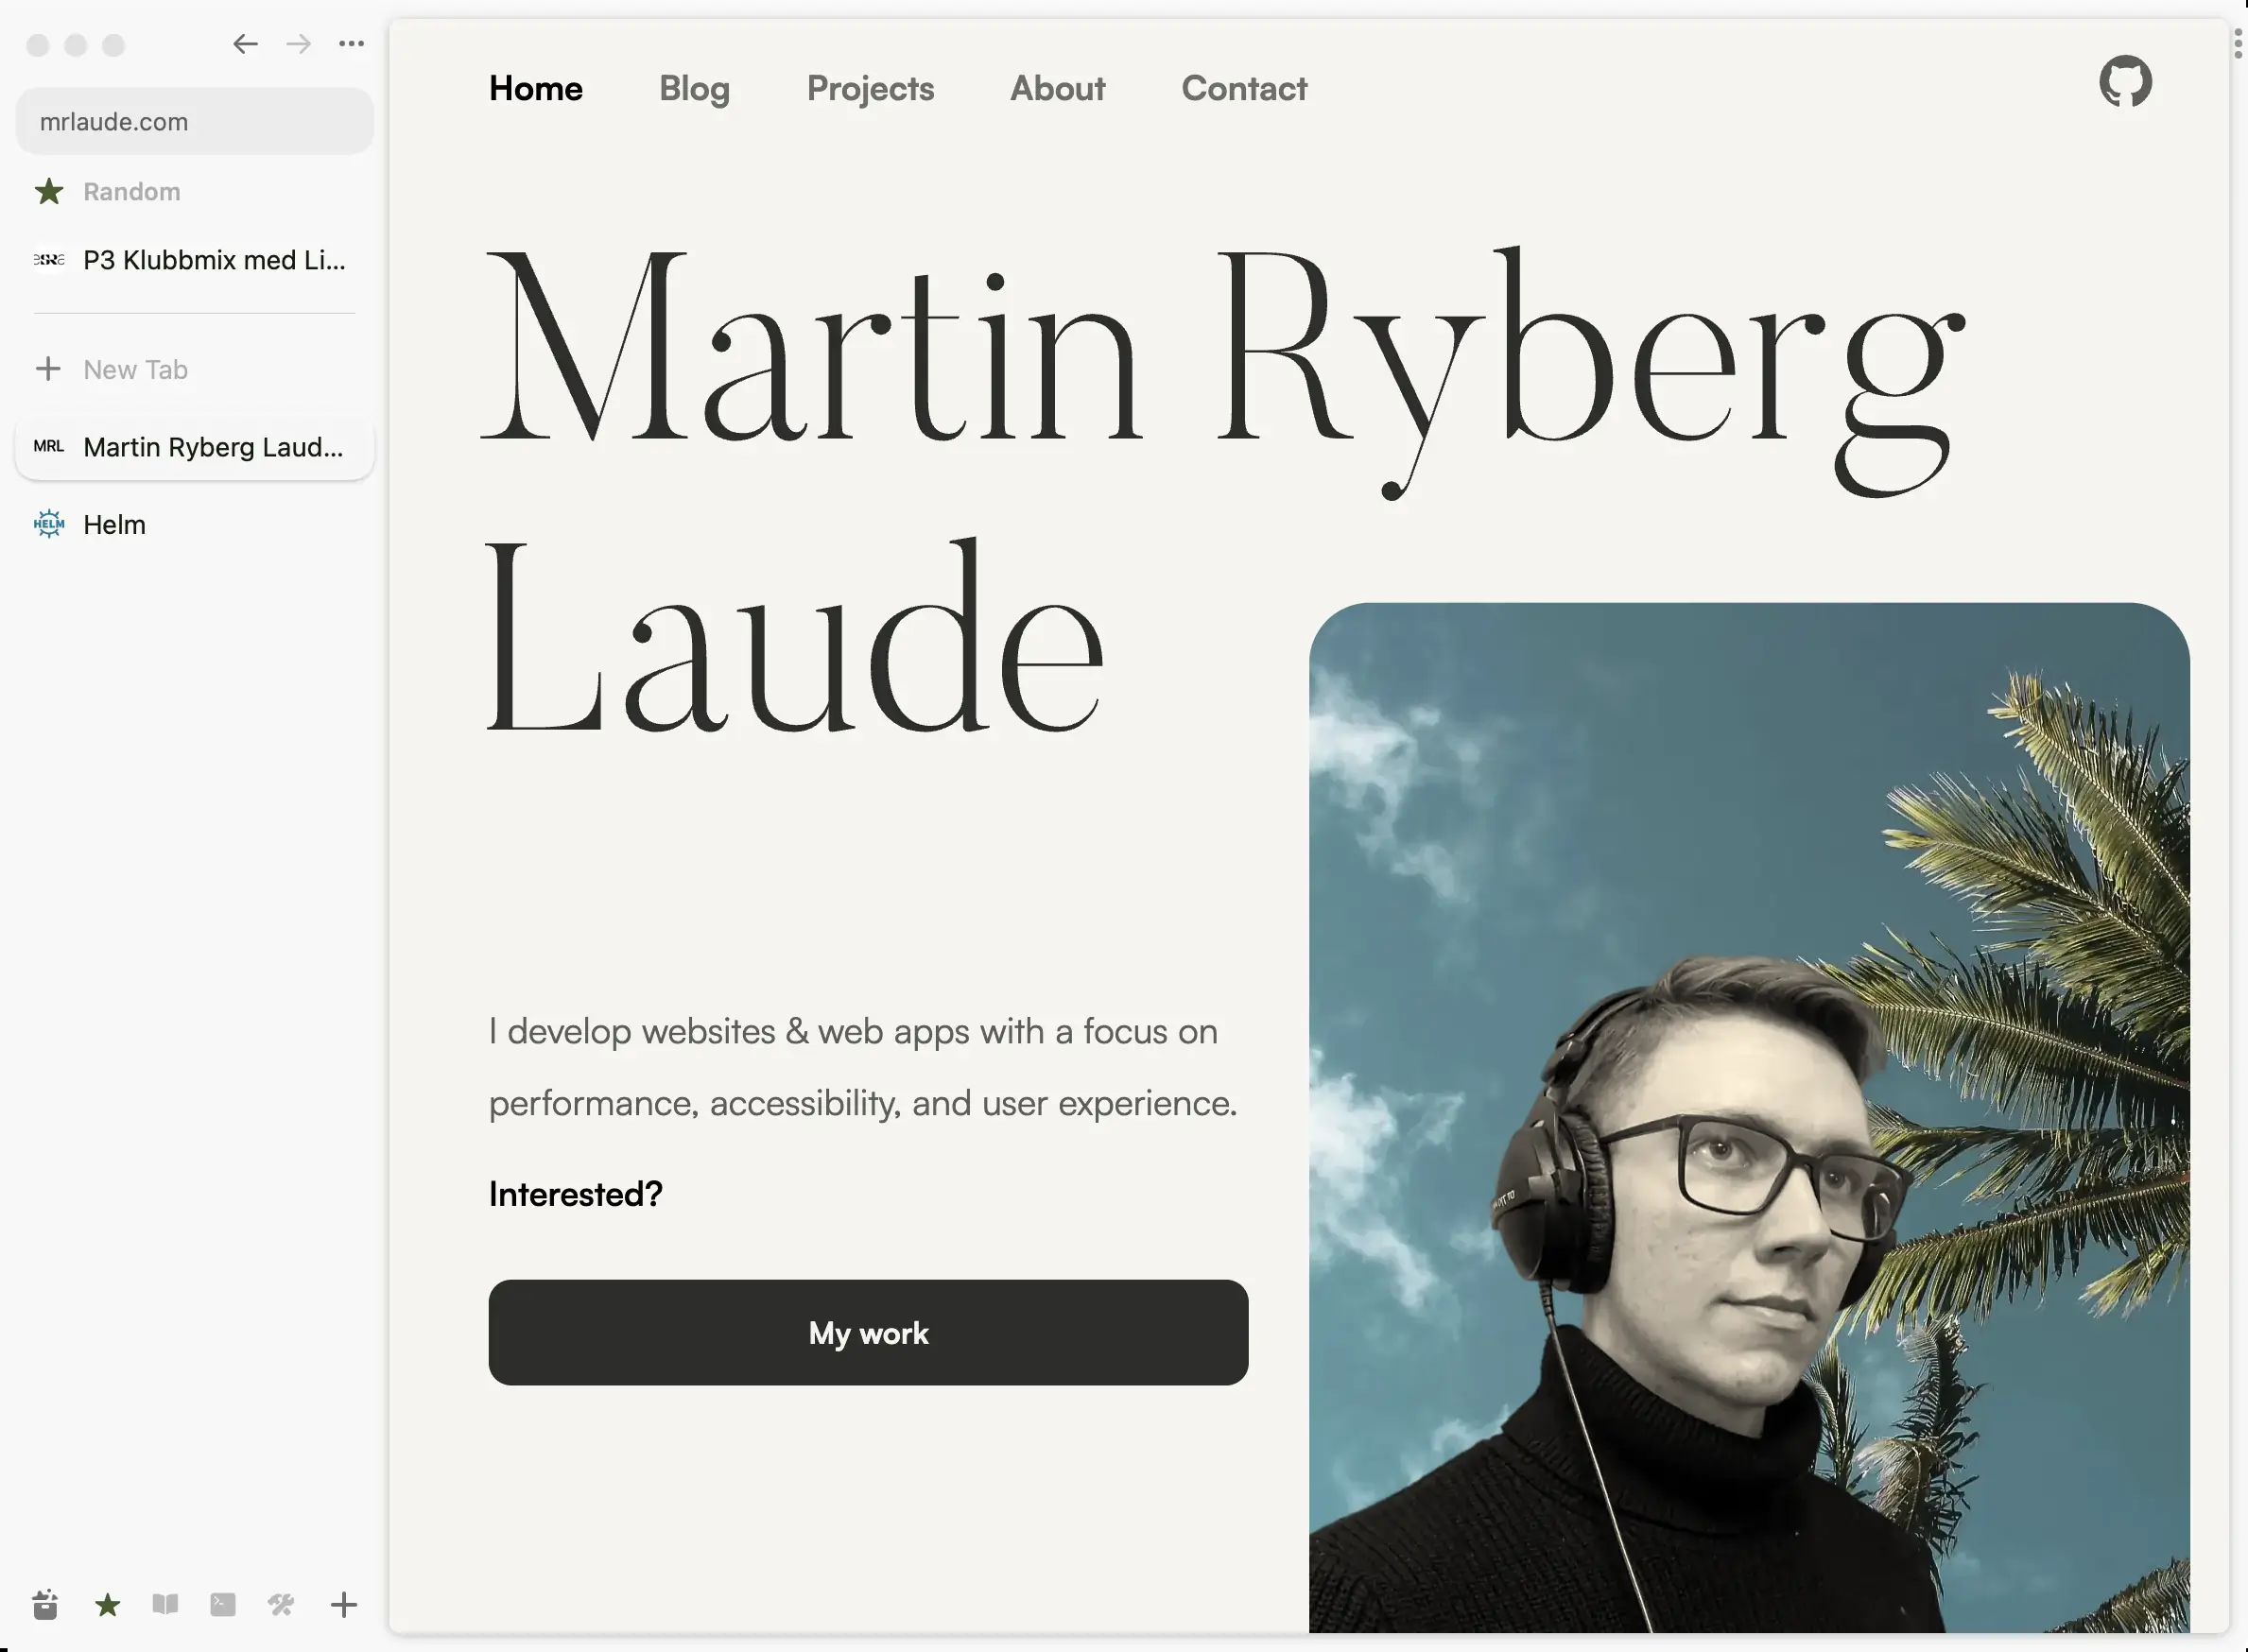 mrlaude.com
Random
P3 Klubbmix med Li...
New Tab
MRL Martin Ryberg Laud...
HELM Helm
Home Blog Projects About Contact
Martin Ryberg
Laude
I develop websites & web apps with a focus on
performance, accessibility, and user experience.
Interested?
My work